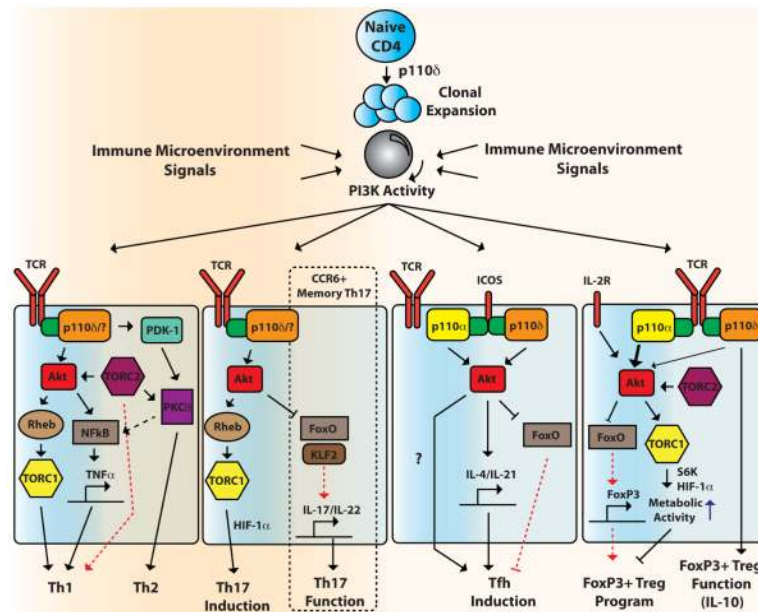 Naive
CD4
p110δ
Clonal
Expansion
Immune Microenvironment
Signals
Immune Microenvironment
Signals
PI3K Activity
TCR
p110δ/?
PDK-1
Akt
TORC2
Rheb
NFkB
PKCθ
TORC1
TNFα
Th1
Th2
TCR
CCR6+
Memory Th17
p110δ/?
Akt
Rheb
FoxO
KLF2
TORC1
IL-17/IL-22
HIF-1α
Th17
Induction
Th17
Function
TCR
ICOS
p110α
p110δ
Akt
?
FoxO
IL-4/IL-21
Tfh
Induction
IL-2R
TCR
p110α
p110δ
Akt
TORC2
FoxO
TORC1
S6K
HIF-1α
FoxP3
Metabolic
Activity
FoxP3+ Treg
Program
FoxP3+ Treg
Function
(IL-10)